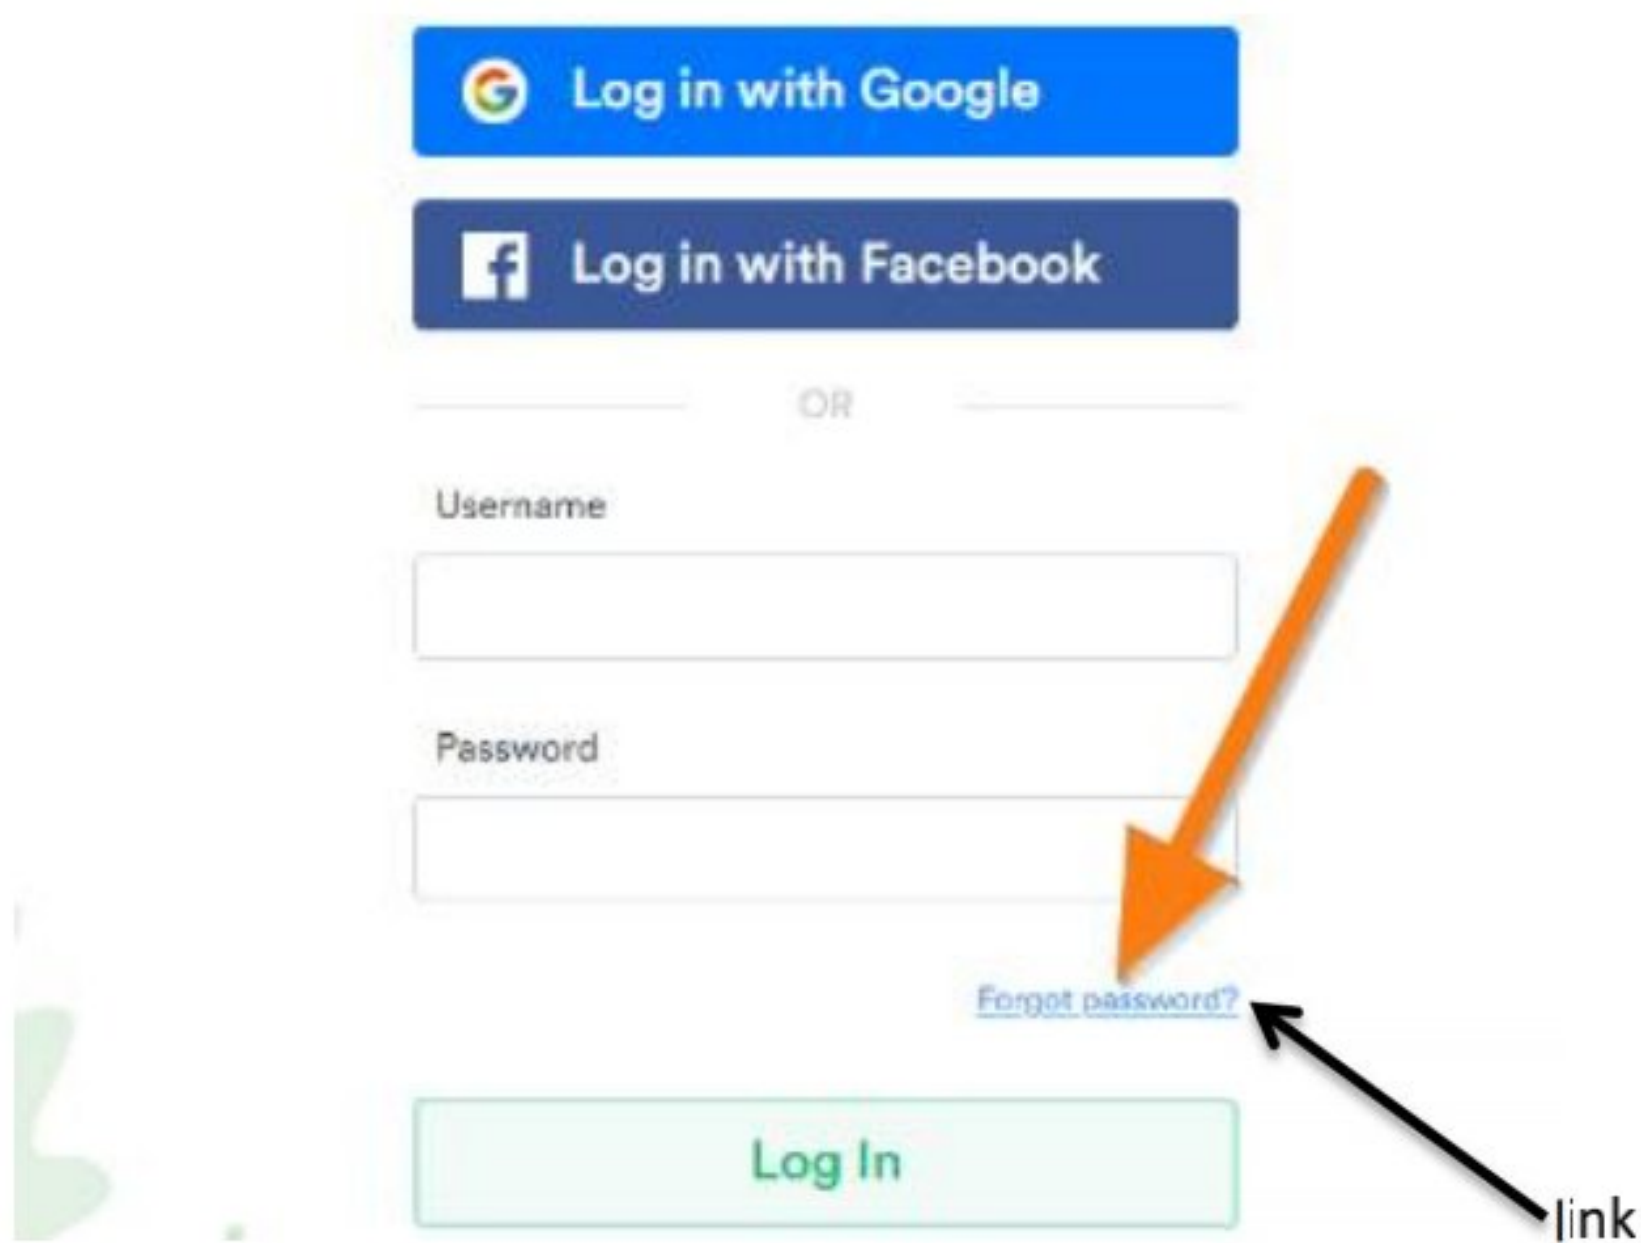 Log in with Google
Log in with Facebook
OR
Username
Password
Forgot password?
Log In
link